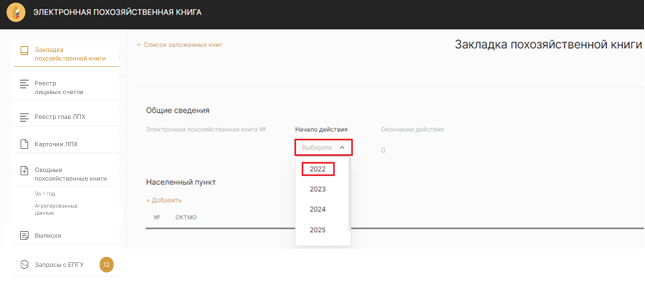 ЭЛЕКТРОННАЯ ПОХОЗЯЙСТВЕННАЯ КНИГА
Закладка
похозяйственной книги
Реестр
лицевых счетов
Реестр глав ЛПХ
Карточки ЛПХ
Сводные
похозяйственные книги
За 1 год
Агрегированные
данные
Выписки
Запросы с ЕПГУ 12
← Список заложенных книг
Закладка похозяйственной книги
Общие сведения
Электронная похозяйственная книга № Начало действия Окончание действия
Выберите 0
2022
2023
2024
2025
Населенный пункт
+ Добавить
№ ОКТМО